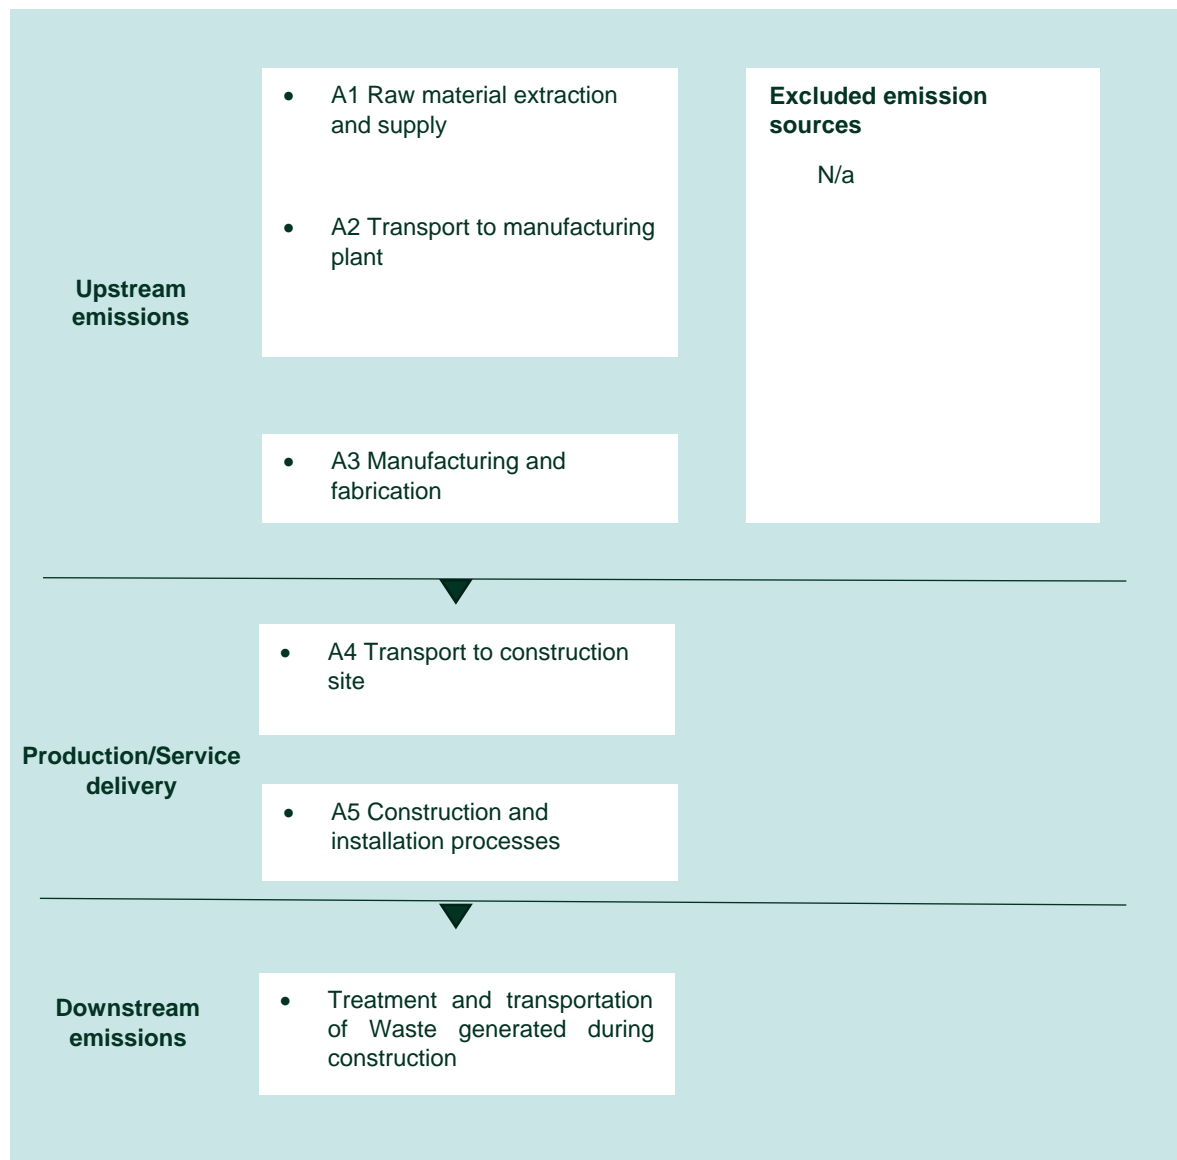 Upstream
emissions
• A1 Raw material extraction
and supply
• A2 Transport to manufacturing
plant
• A3 Manufacturing and
fabrication
Excluded emission
sources
N/a
Production/Service
delivery
• A4 Transport to construction
site
• A5 Construction and
installation processes
Downstream
emissions
• Treatment and transportation
of Waste generated during
construction